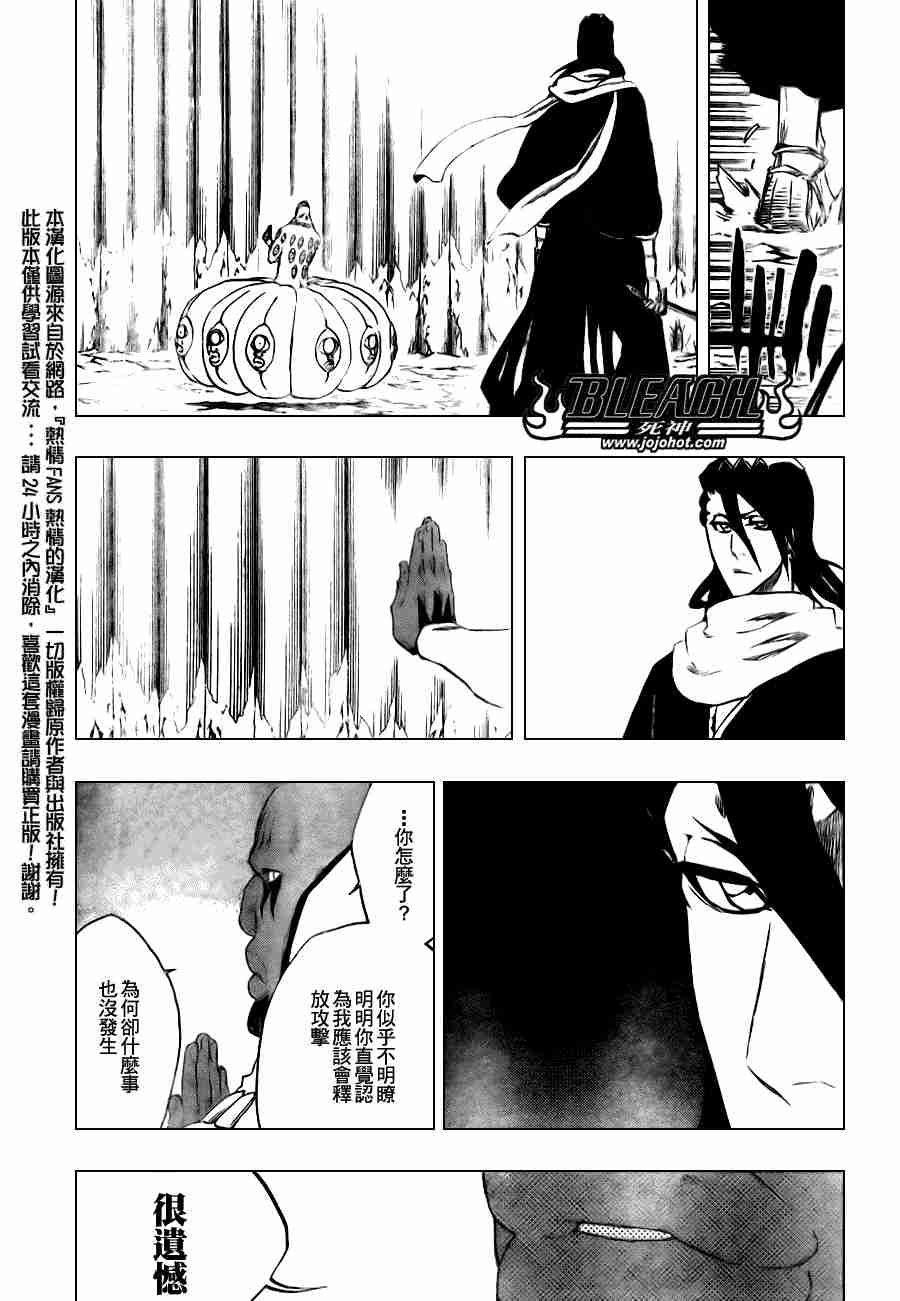 BLEACH
死神
www.jojohot.com
…你怎麼了?
你似乎不明瞭
明明你直覺認
為我應該會釋
放攻擊
為何卻什麼事
也沒發生
很遺憾
本漢化圖源來自於網路，『熱情FANS 熱情的漢化』一切版權歸原作者與出版社擁有!
此版本僅供學習試看交流… 請 24 小時之內消除，喜歡這套漫畫請購買正版! 謝謝。